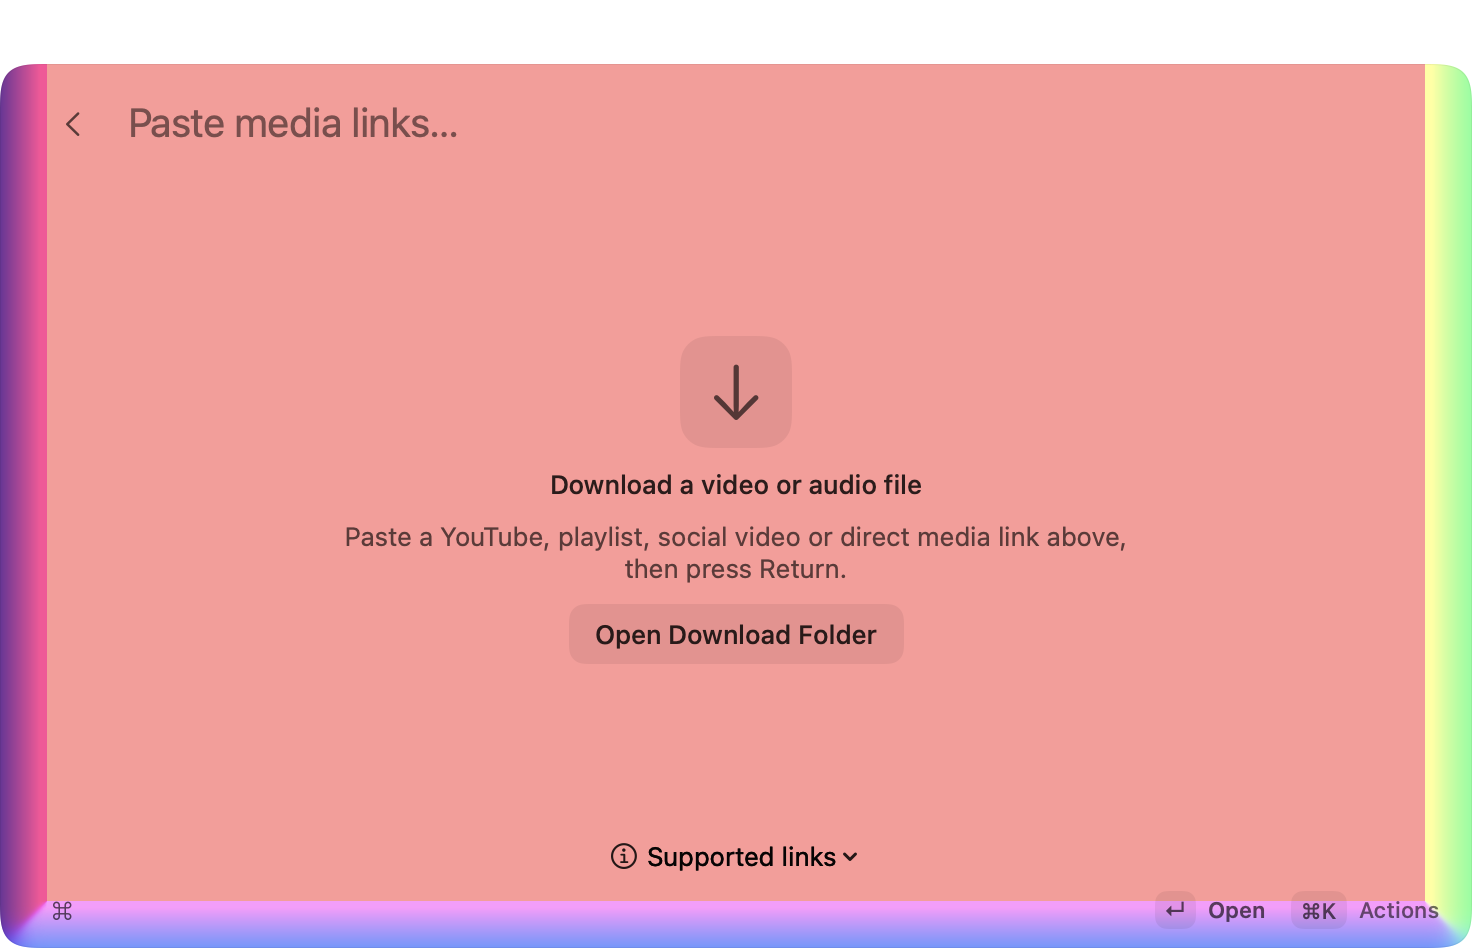 Paste media links...
Download a video or audio file
Paste a YouTube, playlist, social video or direct media link above,
then press Return.
Open Download Folder
Supported links
⌘ ↵ Open ⌘K Actions